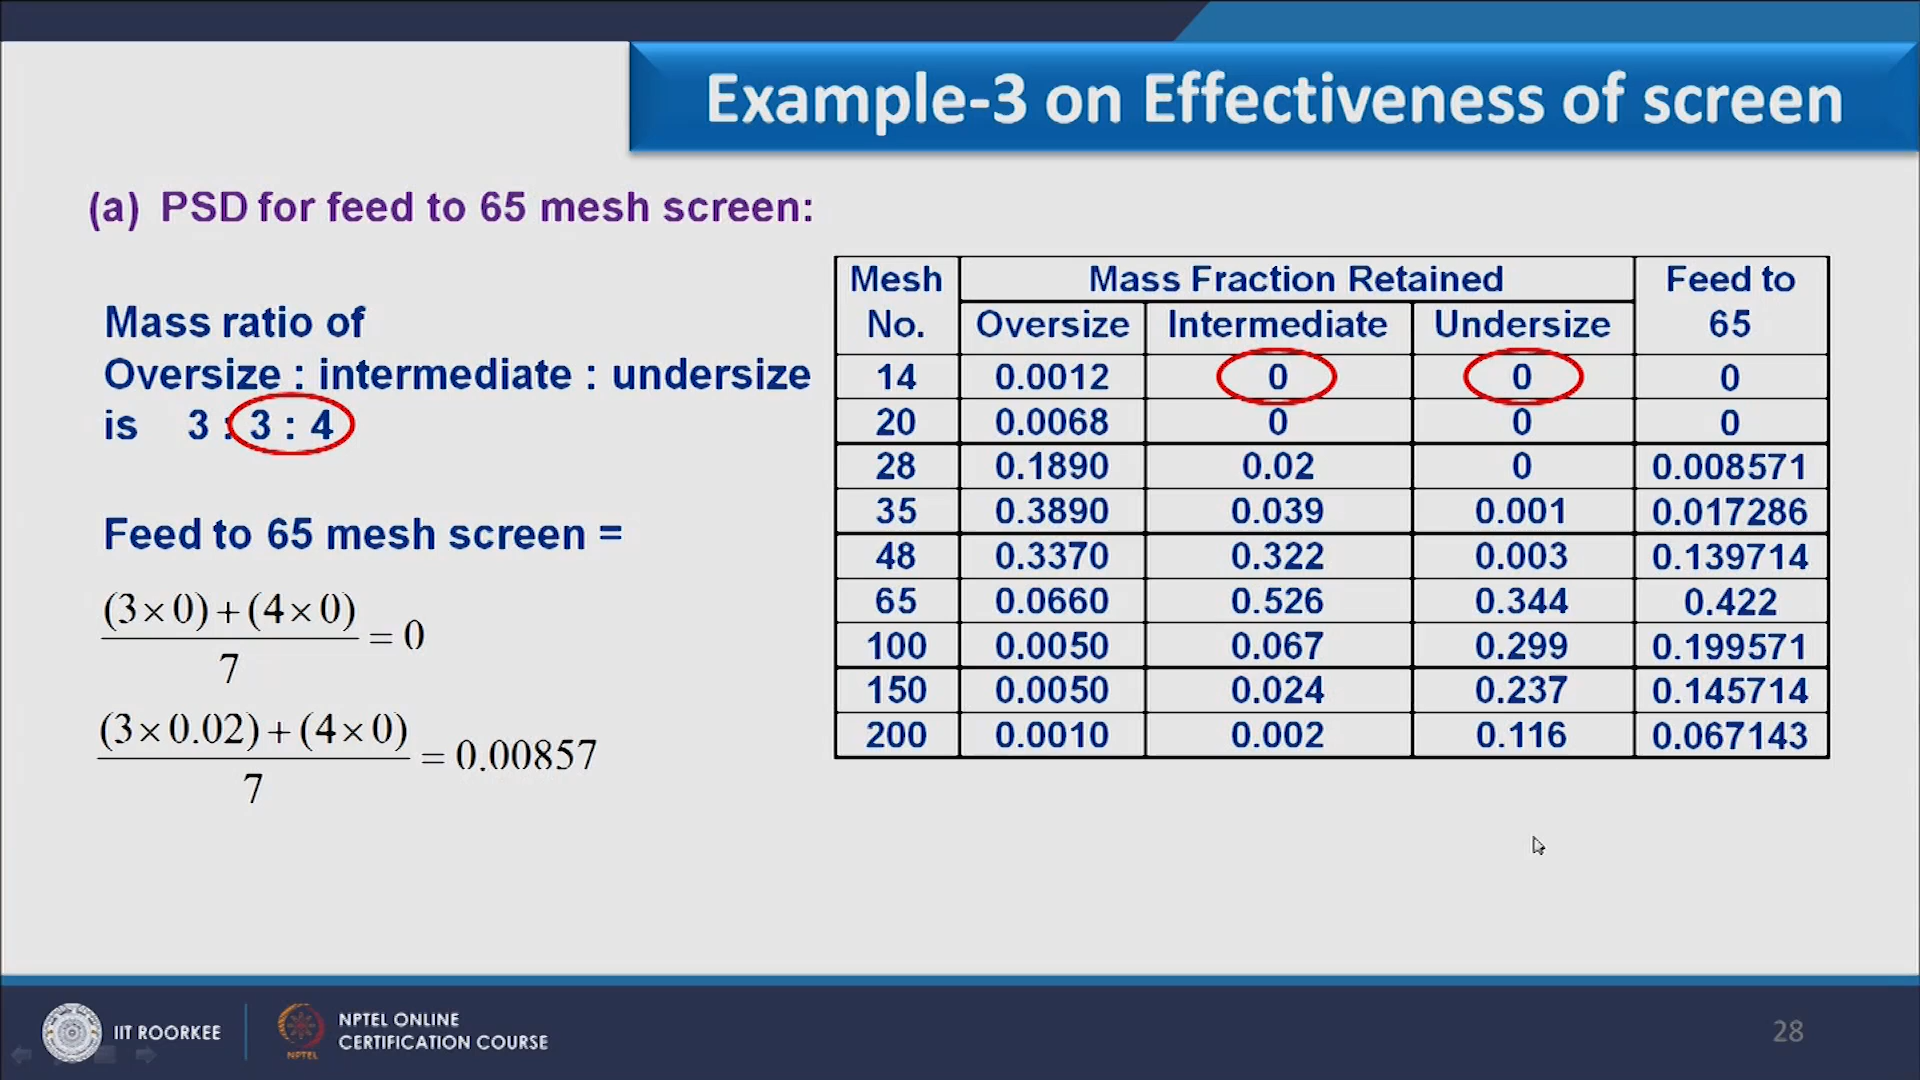 Example-3 on Effectiveness of screen
(a) PSD for feed to 65 mesh screen:
Mass ratio of
Oversize : intermediate : undersize
is 3 : 3 : 4
Feed to 65 mesh screen =
(3×0)+(4×0)
= 0
7
(3×0.02)+(4×0)
= 0.00857
7
Mesh No. Mass Fraction Retained Feed to 65
Oversize Intermediate Undersize
14 0.0012 0 0 0
20 0.0068 0 0 0
28 0.1890 0.02 0 0.008571
35 0.3890 0.039 0.001 0.017286
48 0.3370 0.322 0.003 0.139714
65 0.0660 0.526 0.344 0.422
100 0.0050 0.067 0.299 0.199571
150 0.0050 0.024 0.237 0.145714
200 0.0010 0.002 0.116 0.067143
IIT ROORKEE
NPTEL
NPTEL ONLINE
CERTIFICATION COURSE
28